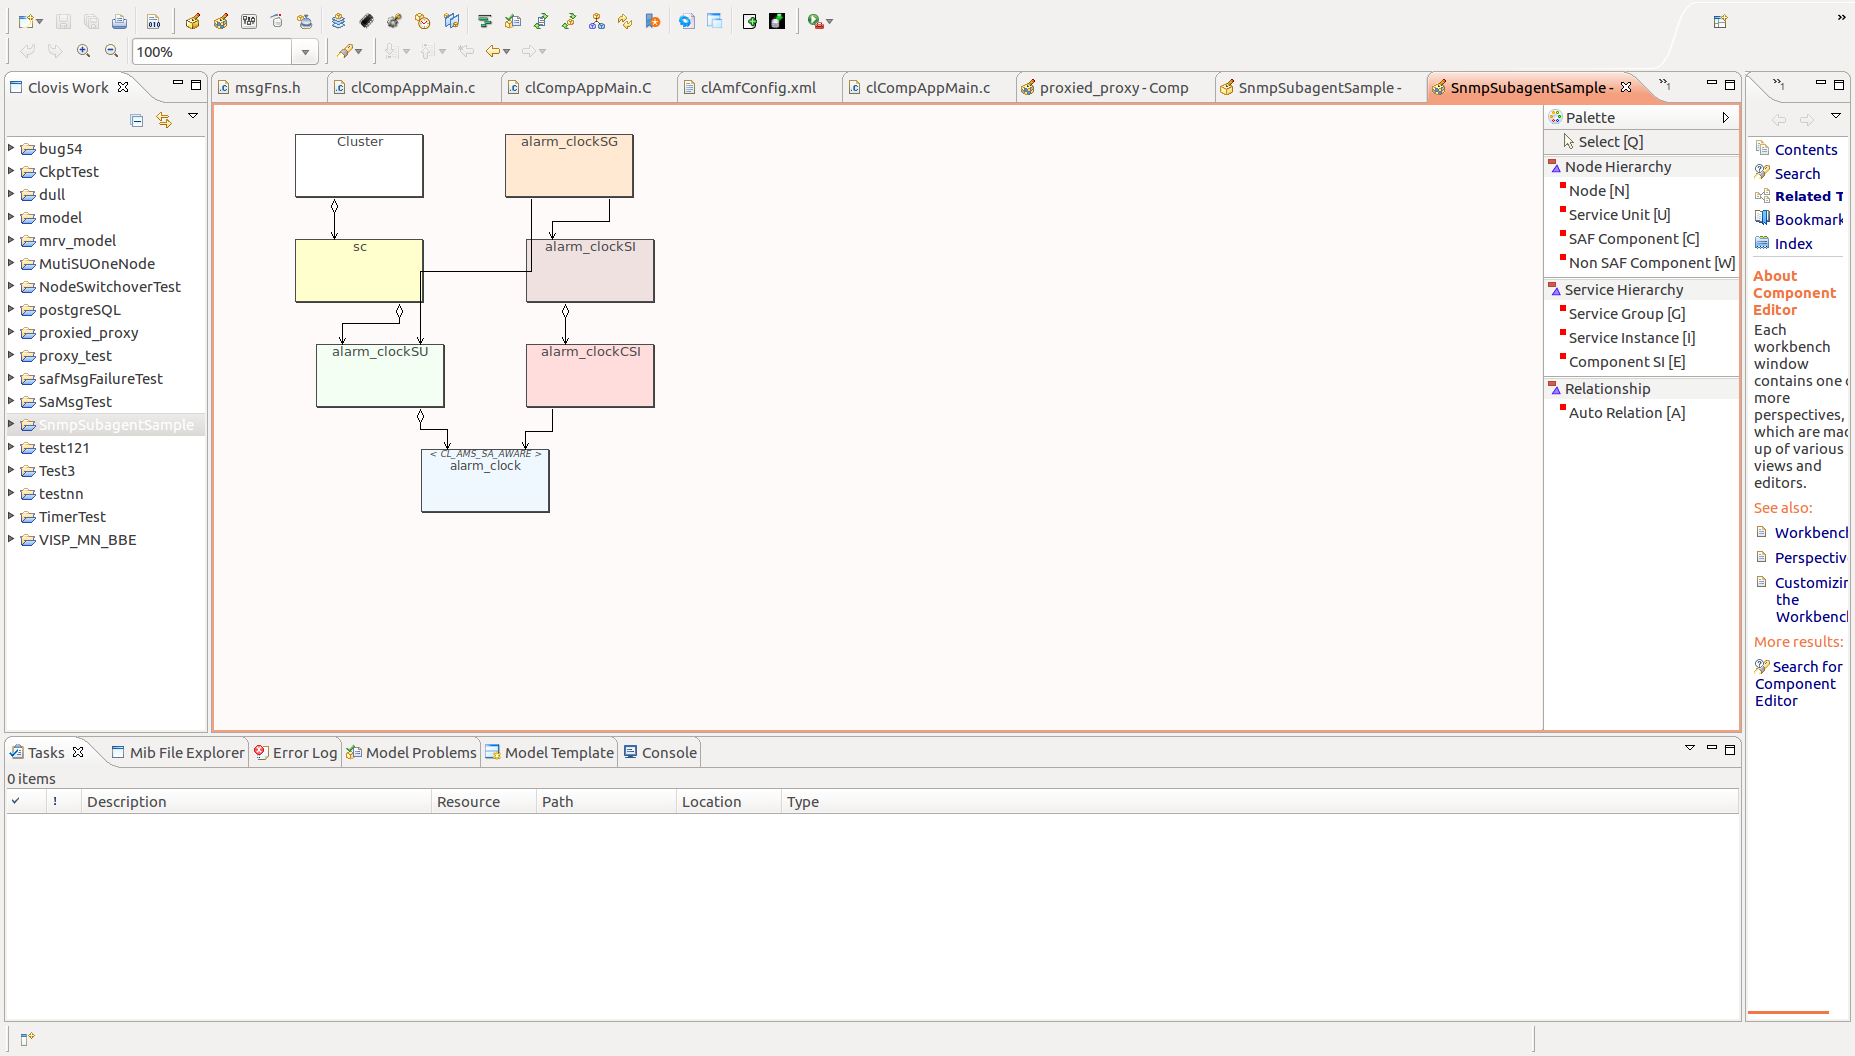 100%
Clovis Work
msgFns.h
clCompAppMain.c
clCompAppMain.C
clAmfConfig.xml
clCompAppMain.c
proxied_proxy - Comp
SnmpSubagentSample -
SnmpSubagentSample -
bug54
CkptTest
dull
model
mrv_model
MutiSUOneNode
NodeSwitchoverTest
postgreSQL
proxied_proxy
proxy_test
safMsgFailureTest
SaMsgTest
SnmpSubagentSample
test121
Test3
testnn
TimerTest
VISP_MN_BBE
Cluster
alarm_clockSG
sc
alarm_clockSI
alarm_clockSU
alarm_clockCSI
< CL_AMS_SA_AWARE >
alarm_clock
Palette
Select [Q]
Node Hierarchy
Node [N]
Service Unit [U]
SAF Component [C]
Non SAF Component [W]
Service Hierarchy
Service Group [G]
Service Instance [I]
Component SI [E]
Relationship
Auto Relation [A]
Contents
Search
Related T
Bookmark
Index
About
Component
Editor
Each
workbench
window
contains one o
more
perspectives,
which are mad
up of various
views and
editors.
See also:
Workbenc
Perspectiv
Customizin
the
Workbenc
More results:
Search for
Component
Editor
Tasks
Mib File Explorer
Error Log
Model Problems
Model Template
Console
0 items
! Description Resource Path Location Type